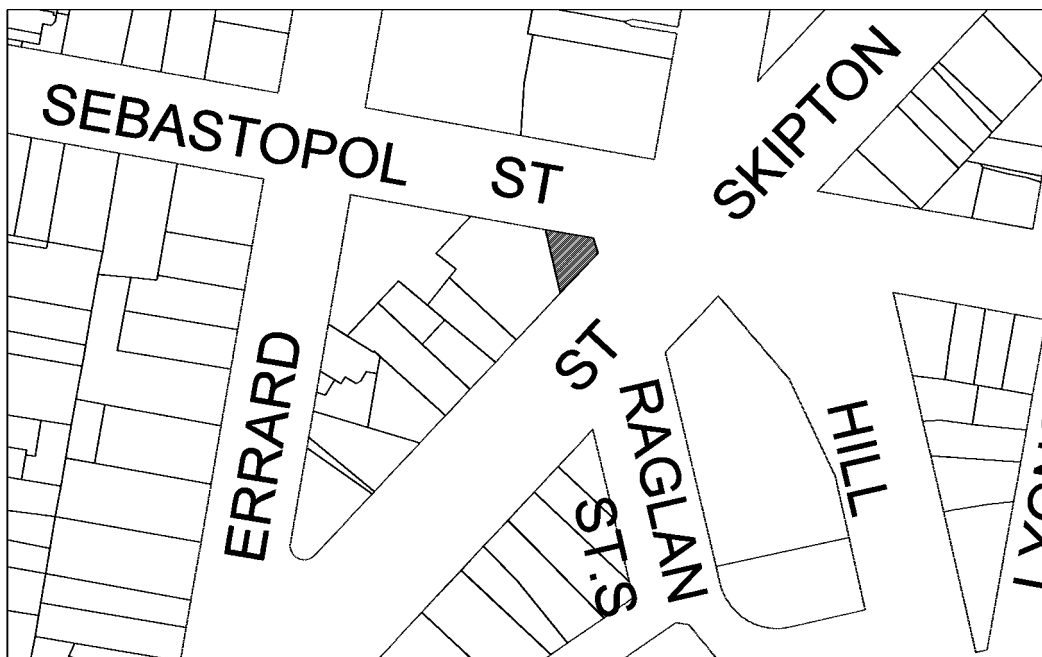 SEBASTOPOL ST
SKIPTON ST
ERRARD
RAGLAN
ST.S
HILL